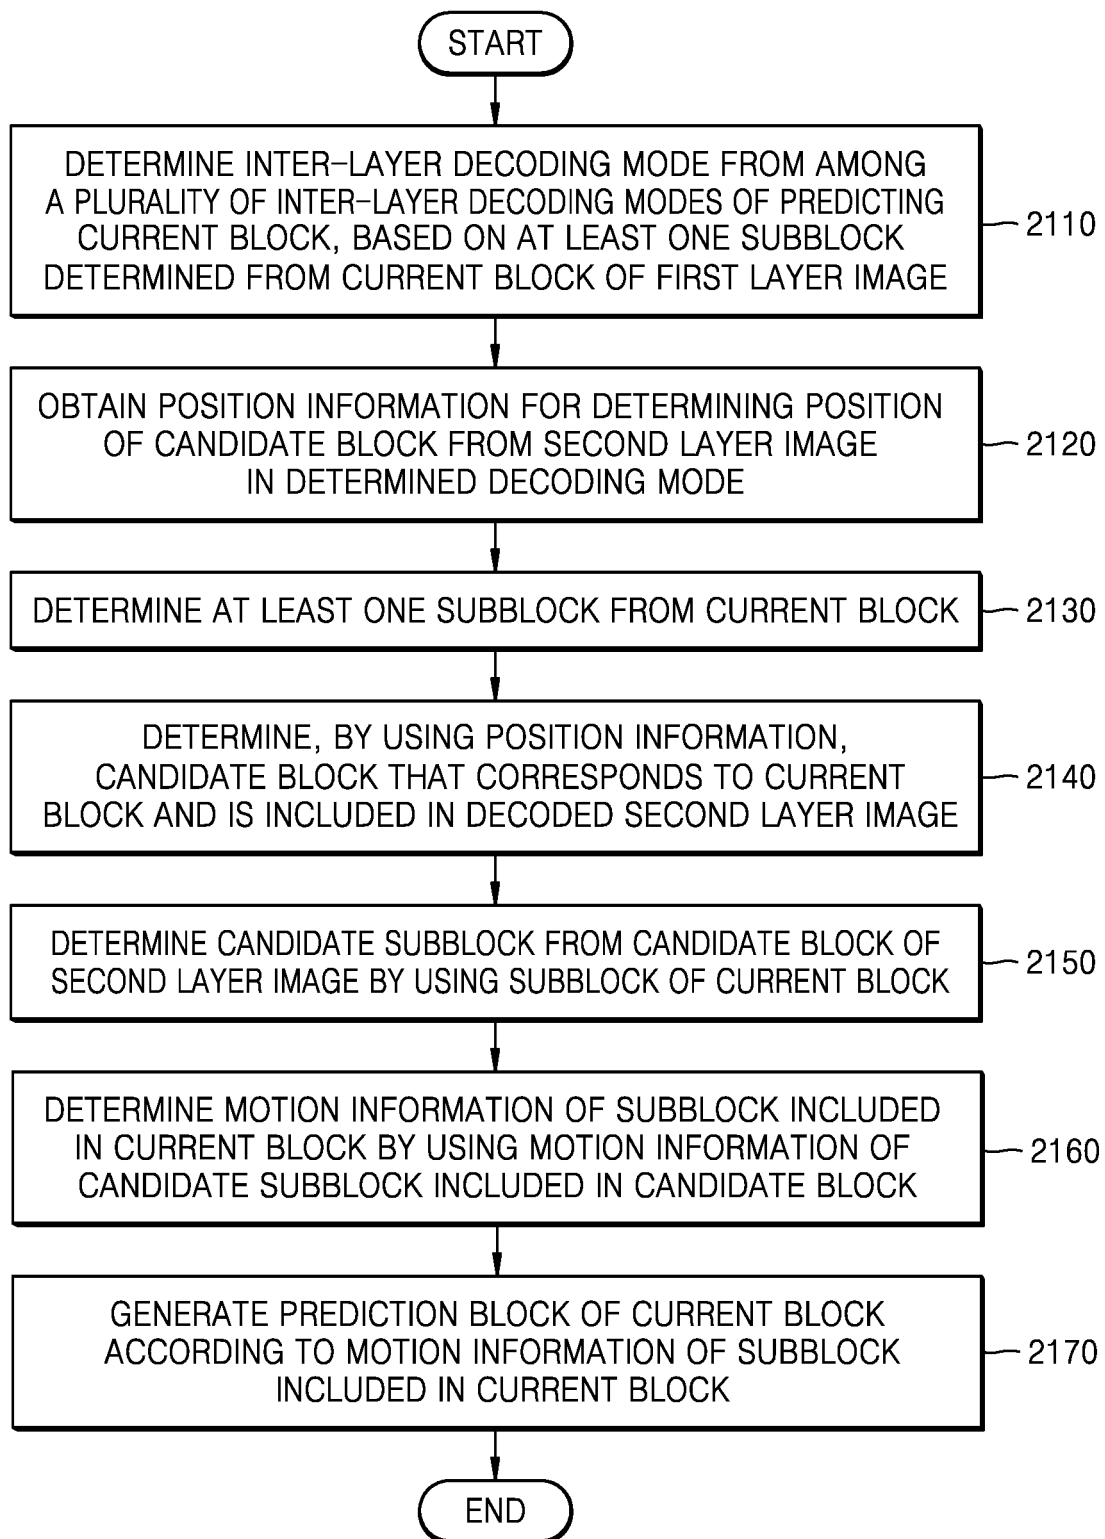 START
DETERMINE INTER-LAYER DECODING MODE FROM AMONG
A PLURALITY OF INTER-LAYER DECODING MODES OF PREDICTING
CURRENT BLOCK, BASED ON AT LEAST ONE SUBBLOCK
DETERMINED FROM CURRENT BLOCK OF FIRST LAYER IMAGE
2110
OBTAIN POSITION INFORMATION FOR DETERMINING POSITION
OF CANDIDATE BLOCK FROM SECOND LAYER IMAGE
IN DETERMINED DECODING MODE
2120
DETERMINE AT LEAST ONE SUBBLOCK FROM CURRENT BLOCK
2130
DETERMINE, BY USING POSITION INFORMATION,
CANDIDATE BLOCK THAT CORRESPONDS TO CURRENT
BLOCK AND IS INCLUDED IN DECODED SECOND LAYER IMAGE
2140
DETERMINE CANDIDATE SUBBLOCK FROM CANDIDATE BLOCK OF
SECOND LAYER IMAGE BY USING SUBBLOCK OF CURRENT BLOCK
2150
DETERMINE MOTION INFORMATION OF SUBBLOCK INCLUDED
IN CURRENT BLOCK BY USING MOTION INFORMATION OF
CANDIDATE SUBBLOCK INCLUDED IN CANDIDATE BLOCK
2160
GENERATE PREDICTION BLOCK OF CURRENT BLOCK
ACCORDING TO MOTION INFORMATION OF SUBBLOCK
INCLUDED IN CURRENT BLOCK
2170
END